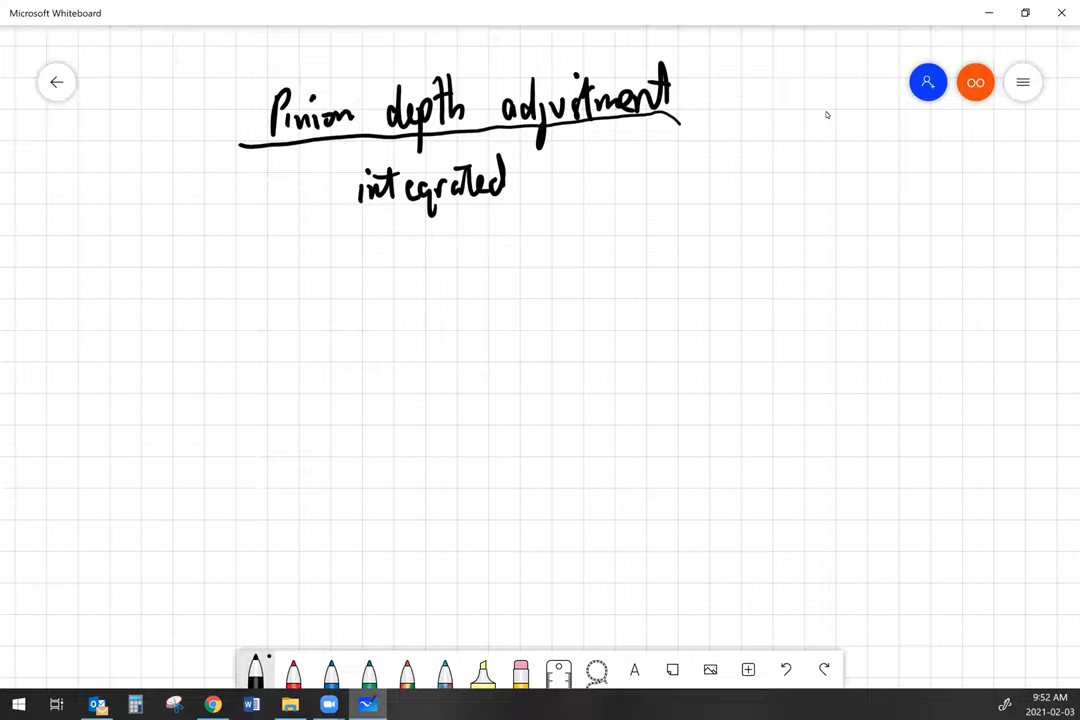 Microsoft Whiteboard
Pinion depth adjustment
integrated
A
9:52 AM
2021-02-03